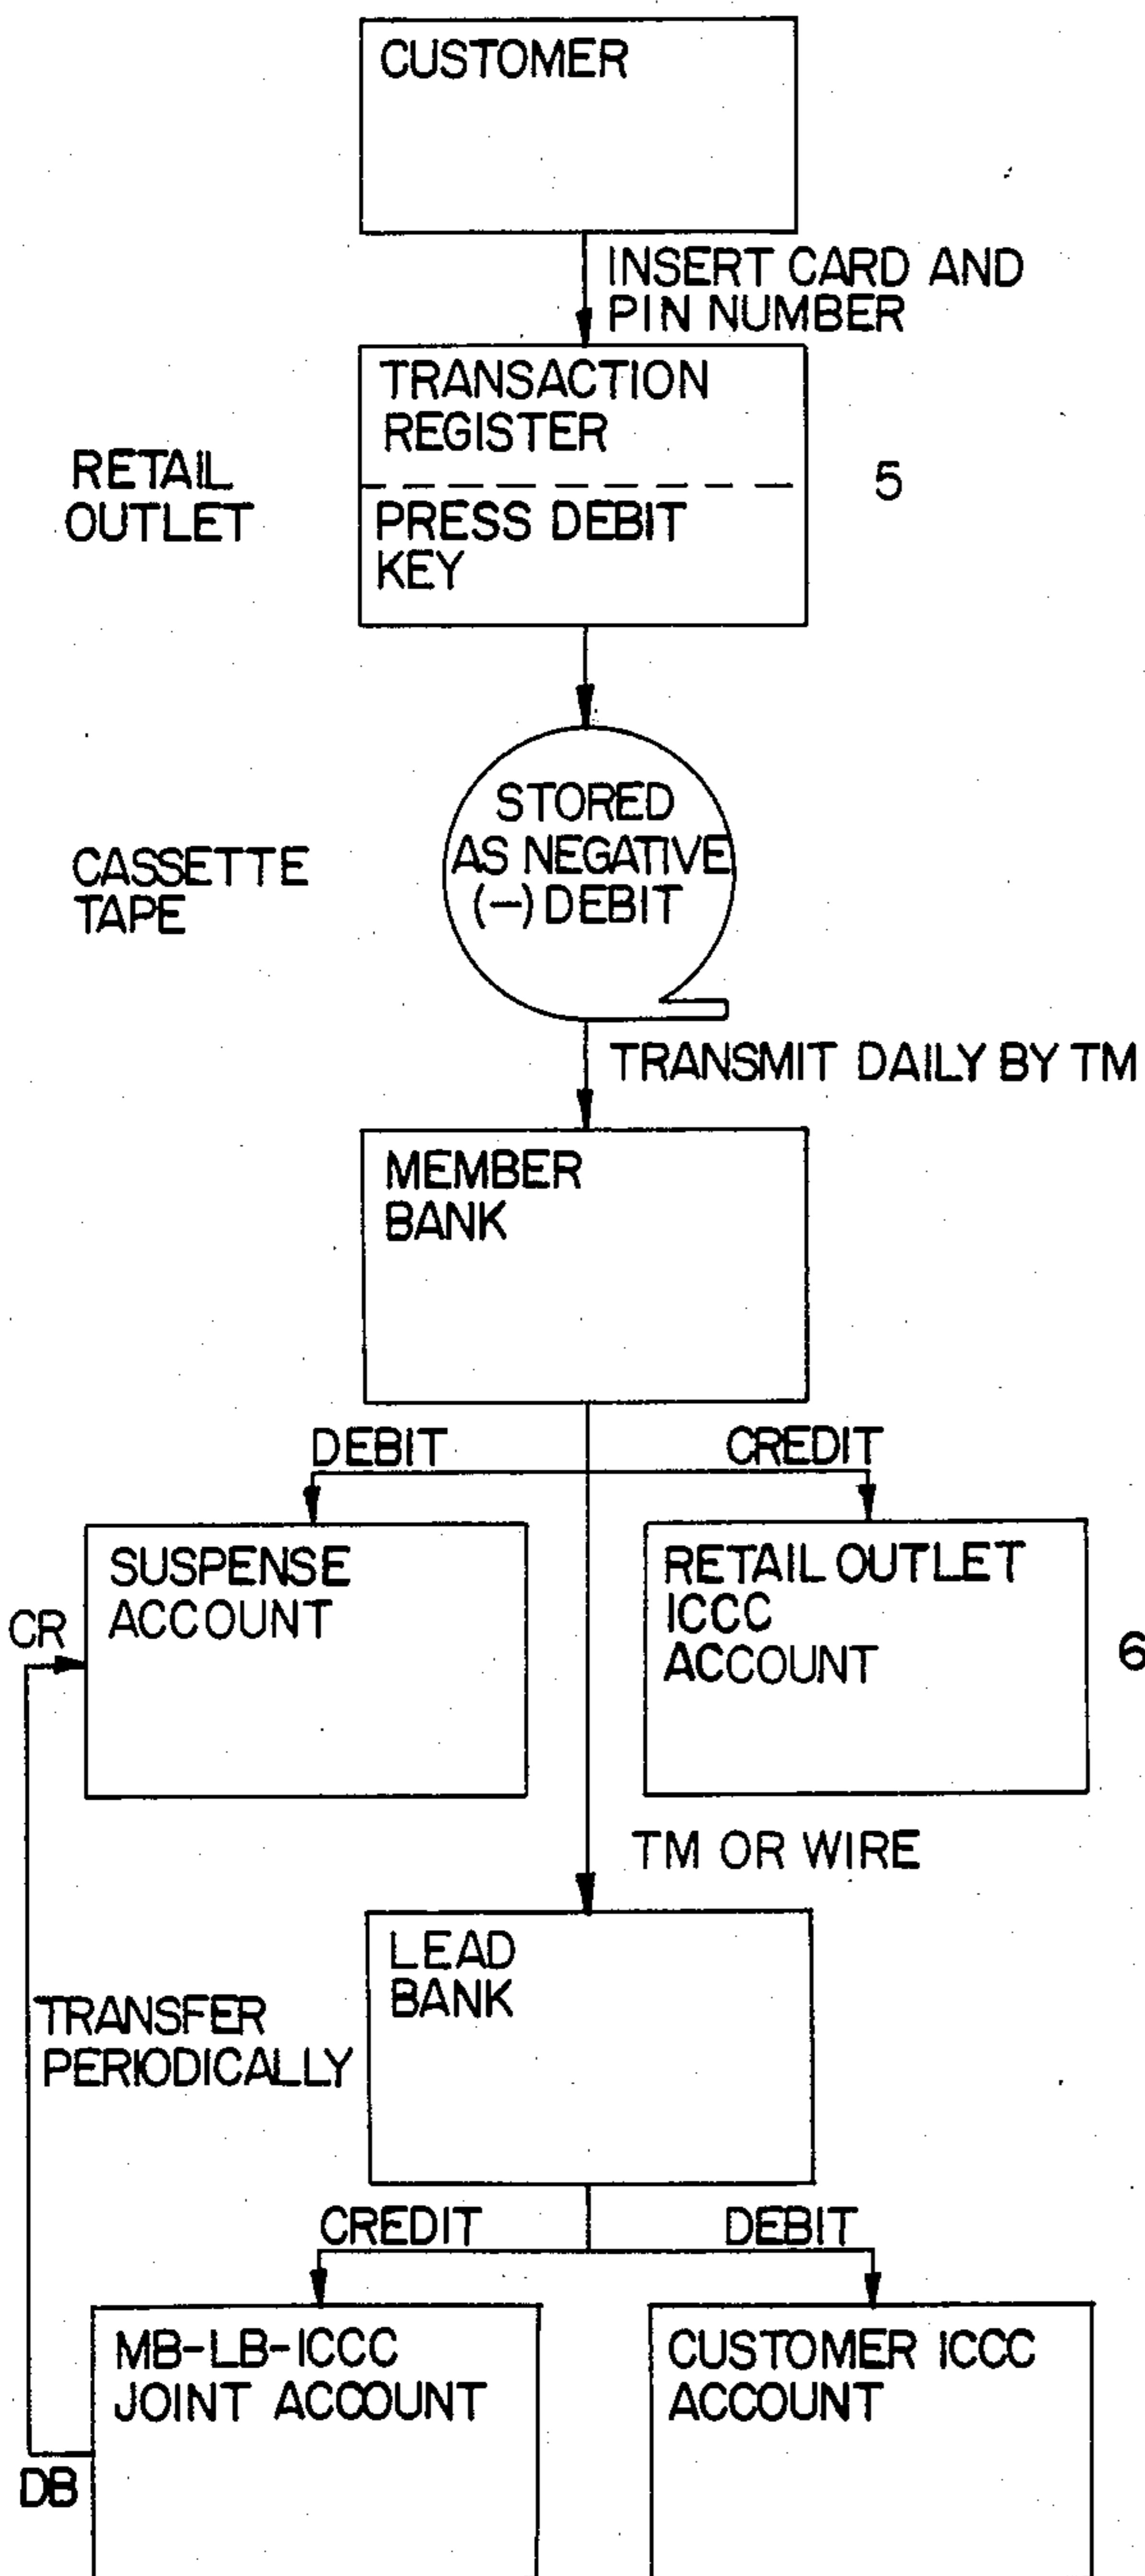 CUSTOMER
INSERT CARD AND
PIN NUMBER
TRANSACTION
REGISTER
RETAIL
OUTLET
5
PRESS DEBIT
KEY
STORED
AS NEGATIVE
(-) DEBIT
CASSETTE
TAPE
TRANSMIT DAILY BY TM
MEMBER
BANK
DEBIT
CREDIT
SUSPENSE
ACCOUNT
RETAIL OUTLET
ICCC
ACCOUNT
CR
6
TM OR WIRE
LEAD
BANK
TRANSFER
PERIODICALLY
CREDIT
DEBIT
MB-LB-ICCC
JOINT ACCOUNT
CUSTOMER ICCC
ACCOUNT
DB